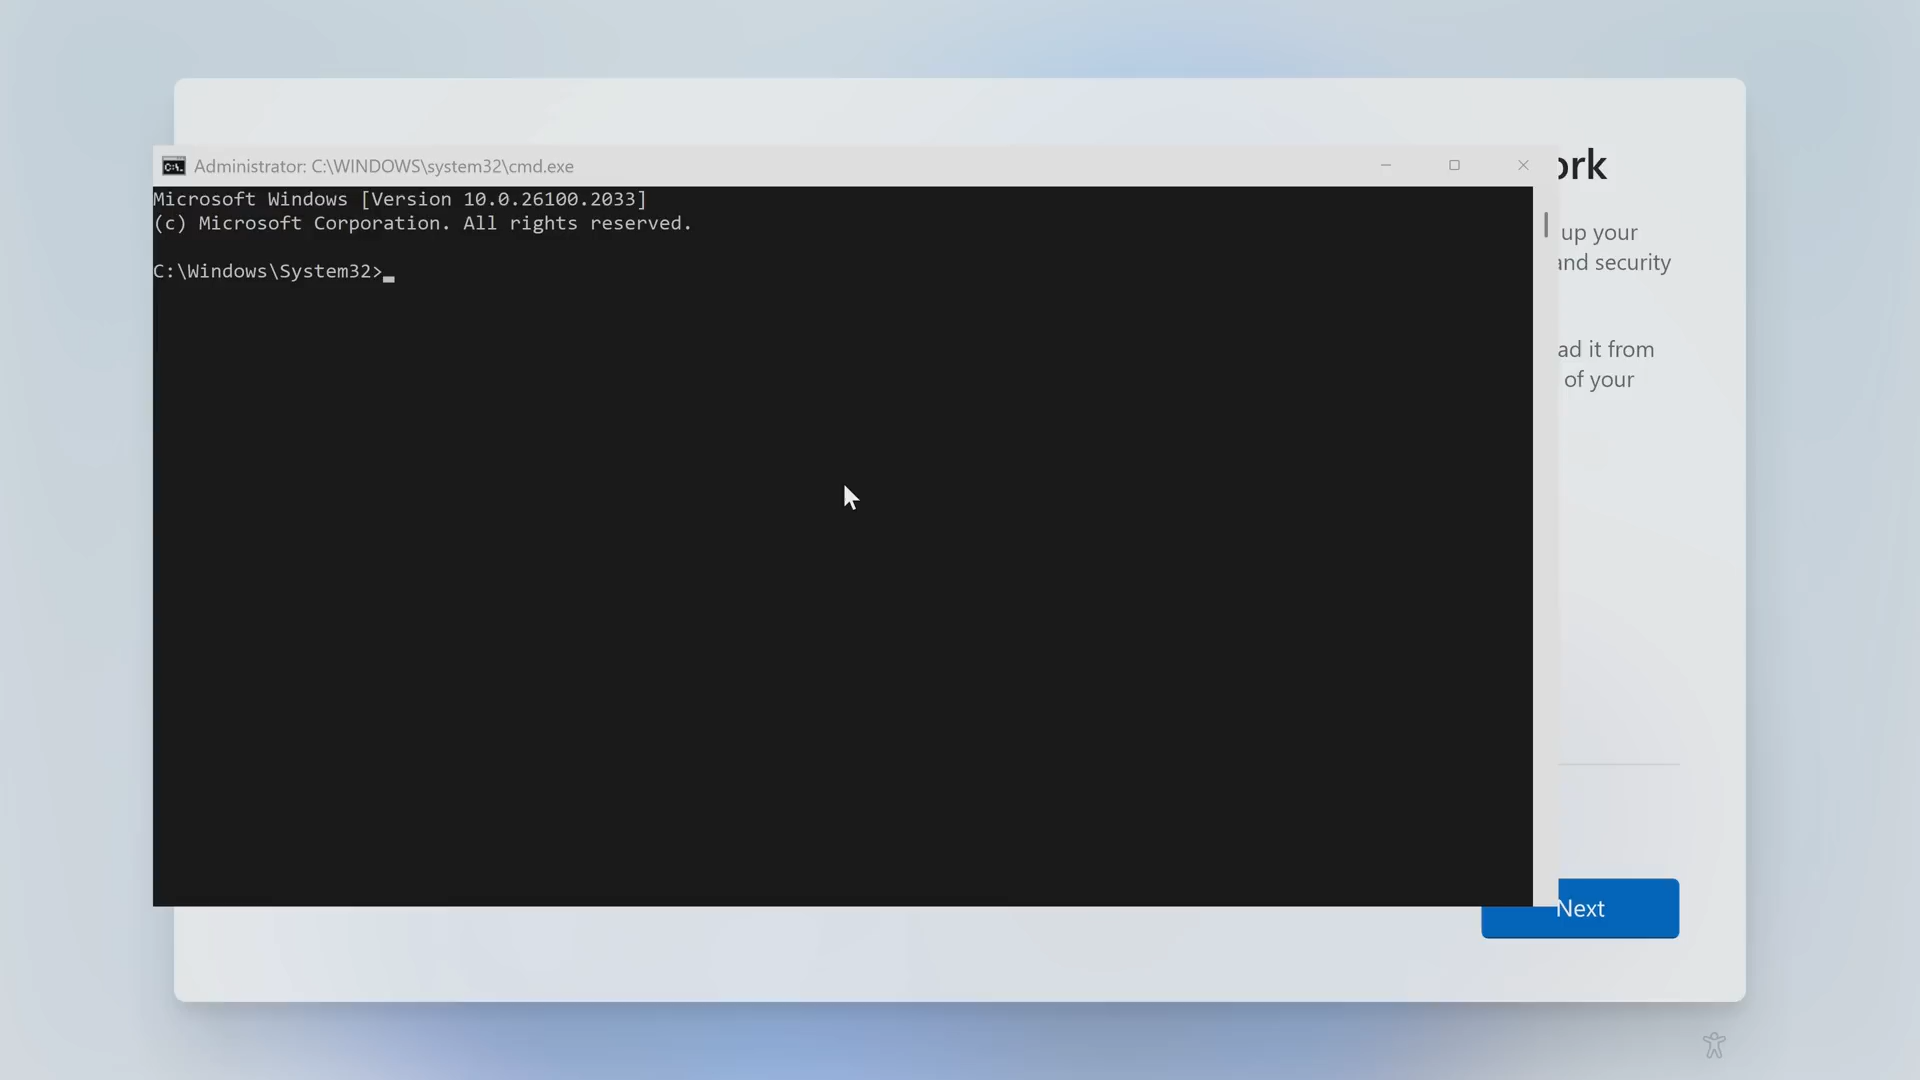 Administrator: C:\WINDOWS\system32\cmd.exe
Microsoft Windows [Version 10.0.26100.2033]
(c) Microsoft Corporation. All rights reserved.
C:\Windows\System32>
up your
and security
ad it from
of your
Next